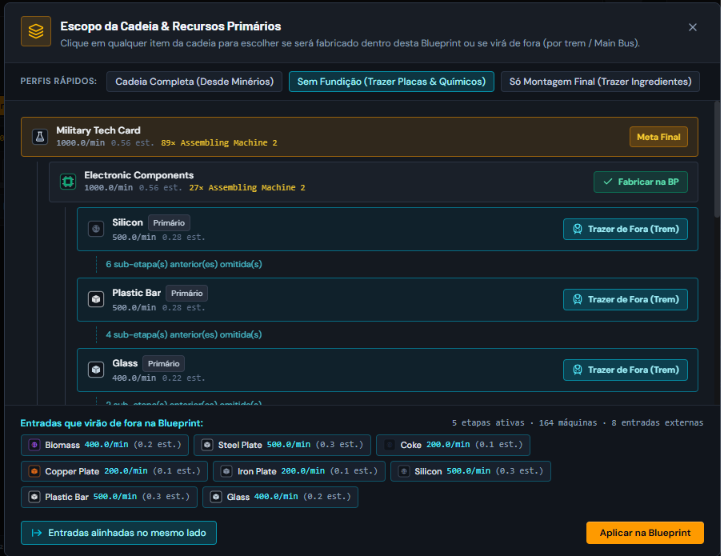 Escopo da Cadeia & Recursos Primários
Clique em qualquer item da cadeia para escolher se será fabricado dentro desta Blueprint ou se virá de fora (por trem / Main Bus).
PERFIS RÁPIDOS: Cadeia Completa (Desde Minérios) Sem Fundição (Trazer Placas & Químicos) Só Montagem Final (Trazer Ingredientes)
Military Tech Card
1000.0/min 0.56 est. 89× Assembling Machine 2
Meta Final
Electronic Components
1000.0/min 0.56 est. 27× Assembling Machine 2
Fabricar na BP
Silicon Primário
500.0/min 0.28 est.
Trazer de Fora (Trem)
6 sub-etapa(s) anterior(es) omitida(s)
Plastic Bar Primário
500.0/min 0.28 est.
Trazer de Fora (Trem)
4 sub-etapa(s) anterior(es) omitida(s)
Glass Primário
400.0/min 0.22 est.
Trazer de Fora (Trem)
Entradas que virão de fora na Blueprint: 5 etapas ativas · 164 máquinas · 8 entradas externas
Biomass 400.0/min (0.2 est.) Steel Plate 500.0/min (0.3 est.) Coke 200.0/min (0.1 est.)
Copper Plate 200.0/min (0.1 est.) Iron Plate 200.0/min (0.1 est.) Silicon 500.0/min (0.3 est.)
Plastic Bar 500.0/min (0.3 est.) Glass 400.0/min (0.2 est.)
Entradas alinhadas no mesmo lado Aplicar na Blueprint